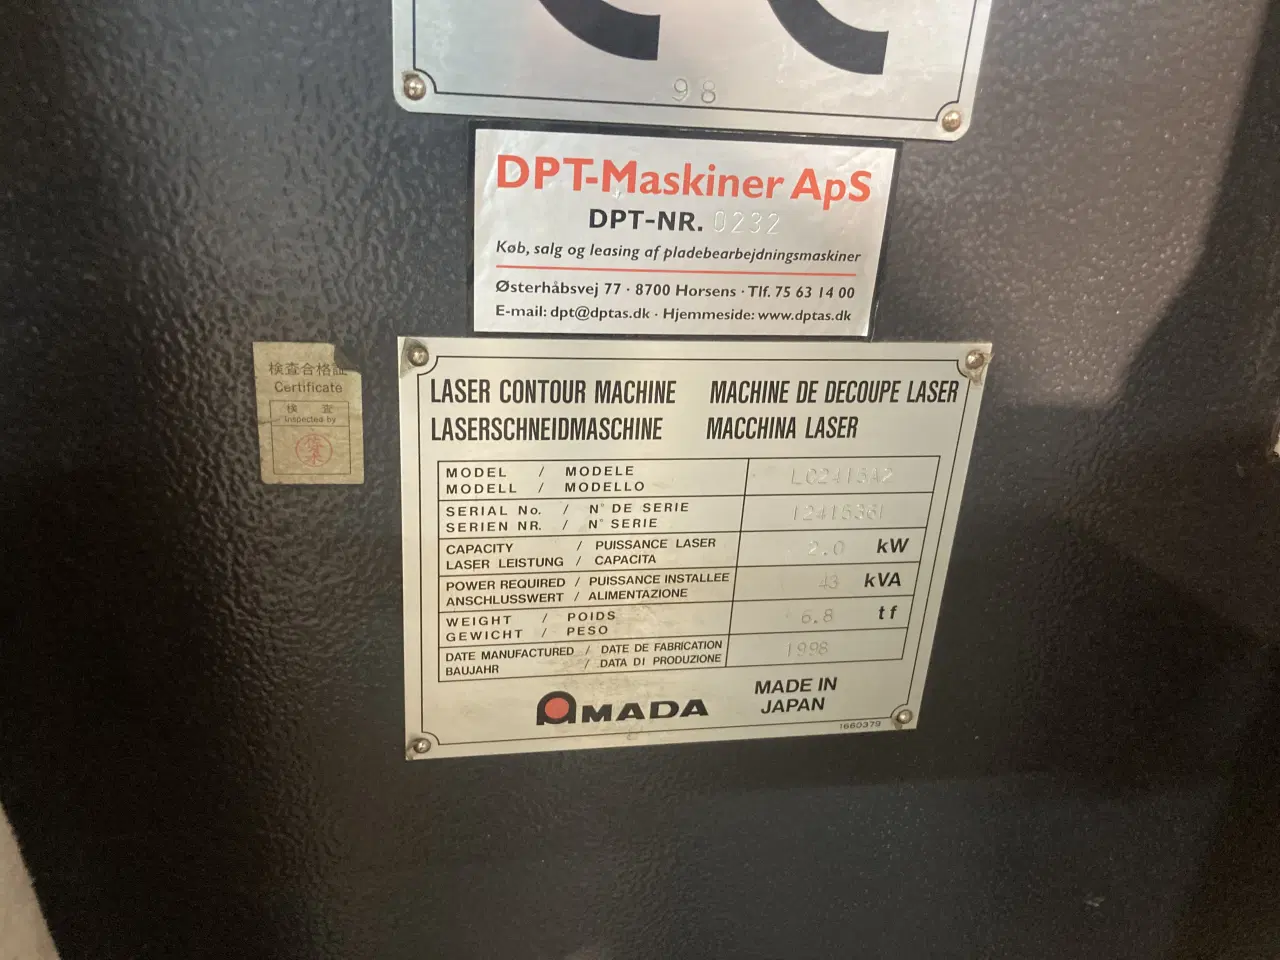 98
DPT-Maskiner ApS
DPT-NR. 0232
Køb, salg og leasing af pladebearbejdningsmaskiner
Østerhåbsvej 77 · 8700 Horsens · Tlf. 75 63 14 00
E-mail: dpt@dptas.dk · Hjemmeside: www.dptas.dk
検査合格証
Certificate
検 査
Inspected by
LASER CONTOUR MACHINE MACHINE DE DECOUPE LASER
LASERSCHNEIDMASCHINE MACCHINA LASER
MODEL / MODELE
MODELL / MODELLO
LC2415A2
SERIAL No. / N° DE SERIE
SERIEN NR. / N° SERIE
12415361
CAPACITY / PUISSANCE LASER
LASER LEISTUNG / CAPACITA
2.0 kW
POWER REQUIRED / PUISSANCE INSTALLEE
ANSCHLUSSWERT / ALIMENTAZIONE
43 kVA
WEIGHT / POIDS
GEWICHT / PESO
6.8 tf
DATE MANUFACTURED / DATE DE FABRICATION
BAUJAHR / DATA DI PRODUZIONE
1998
AMADA
MADE IN
JAPAN
1660379